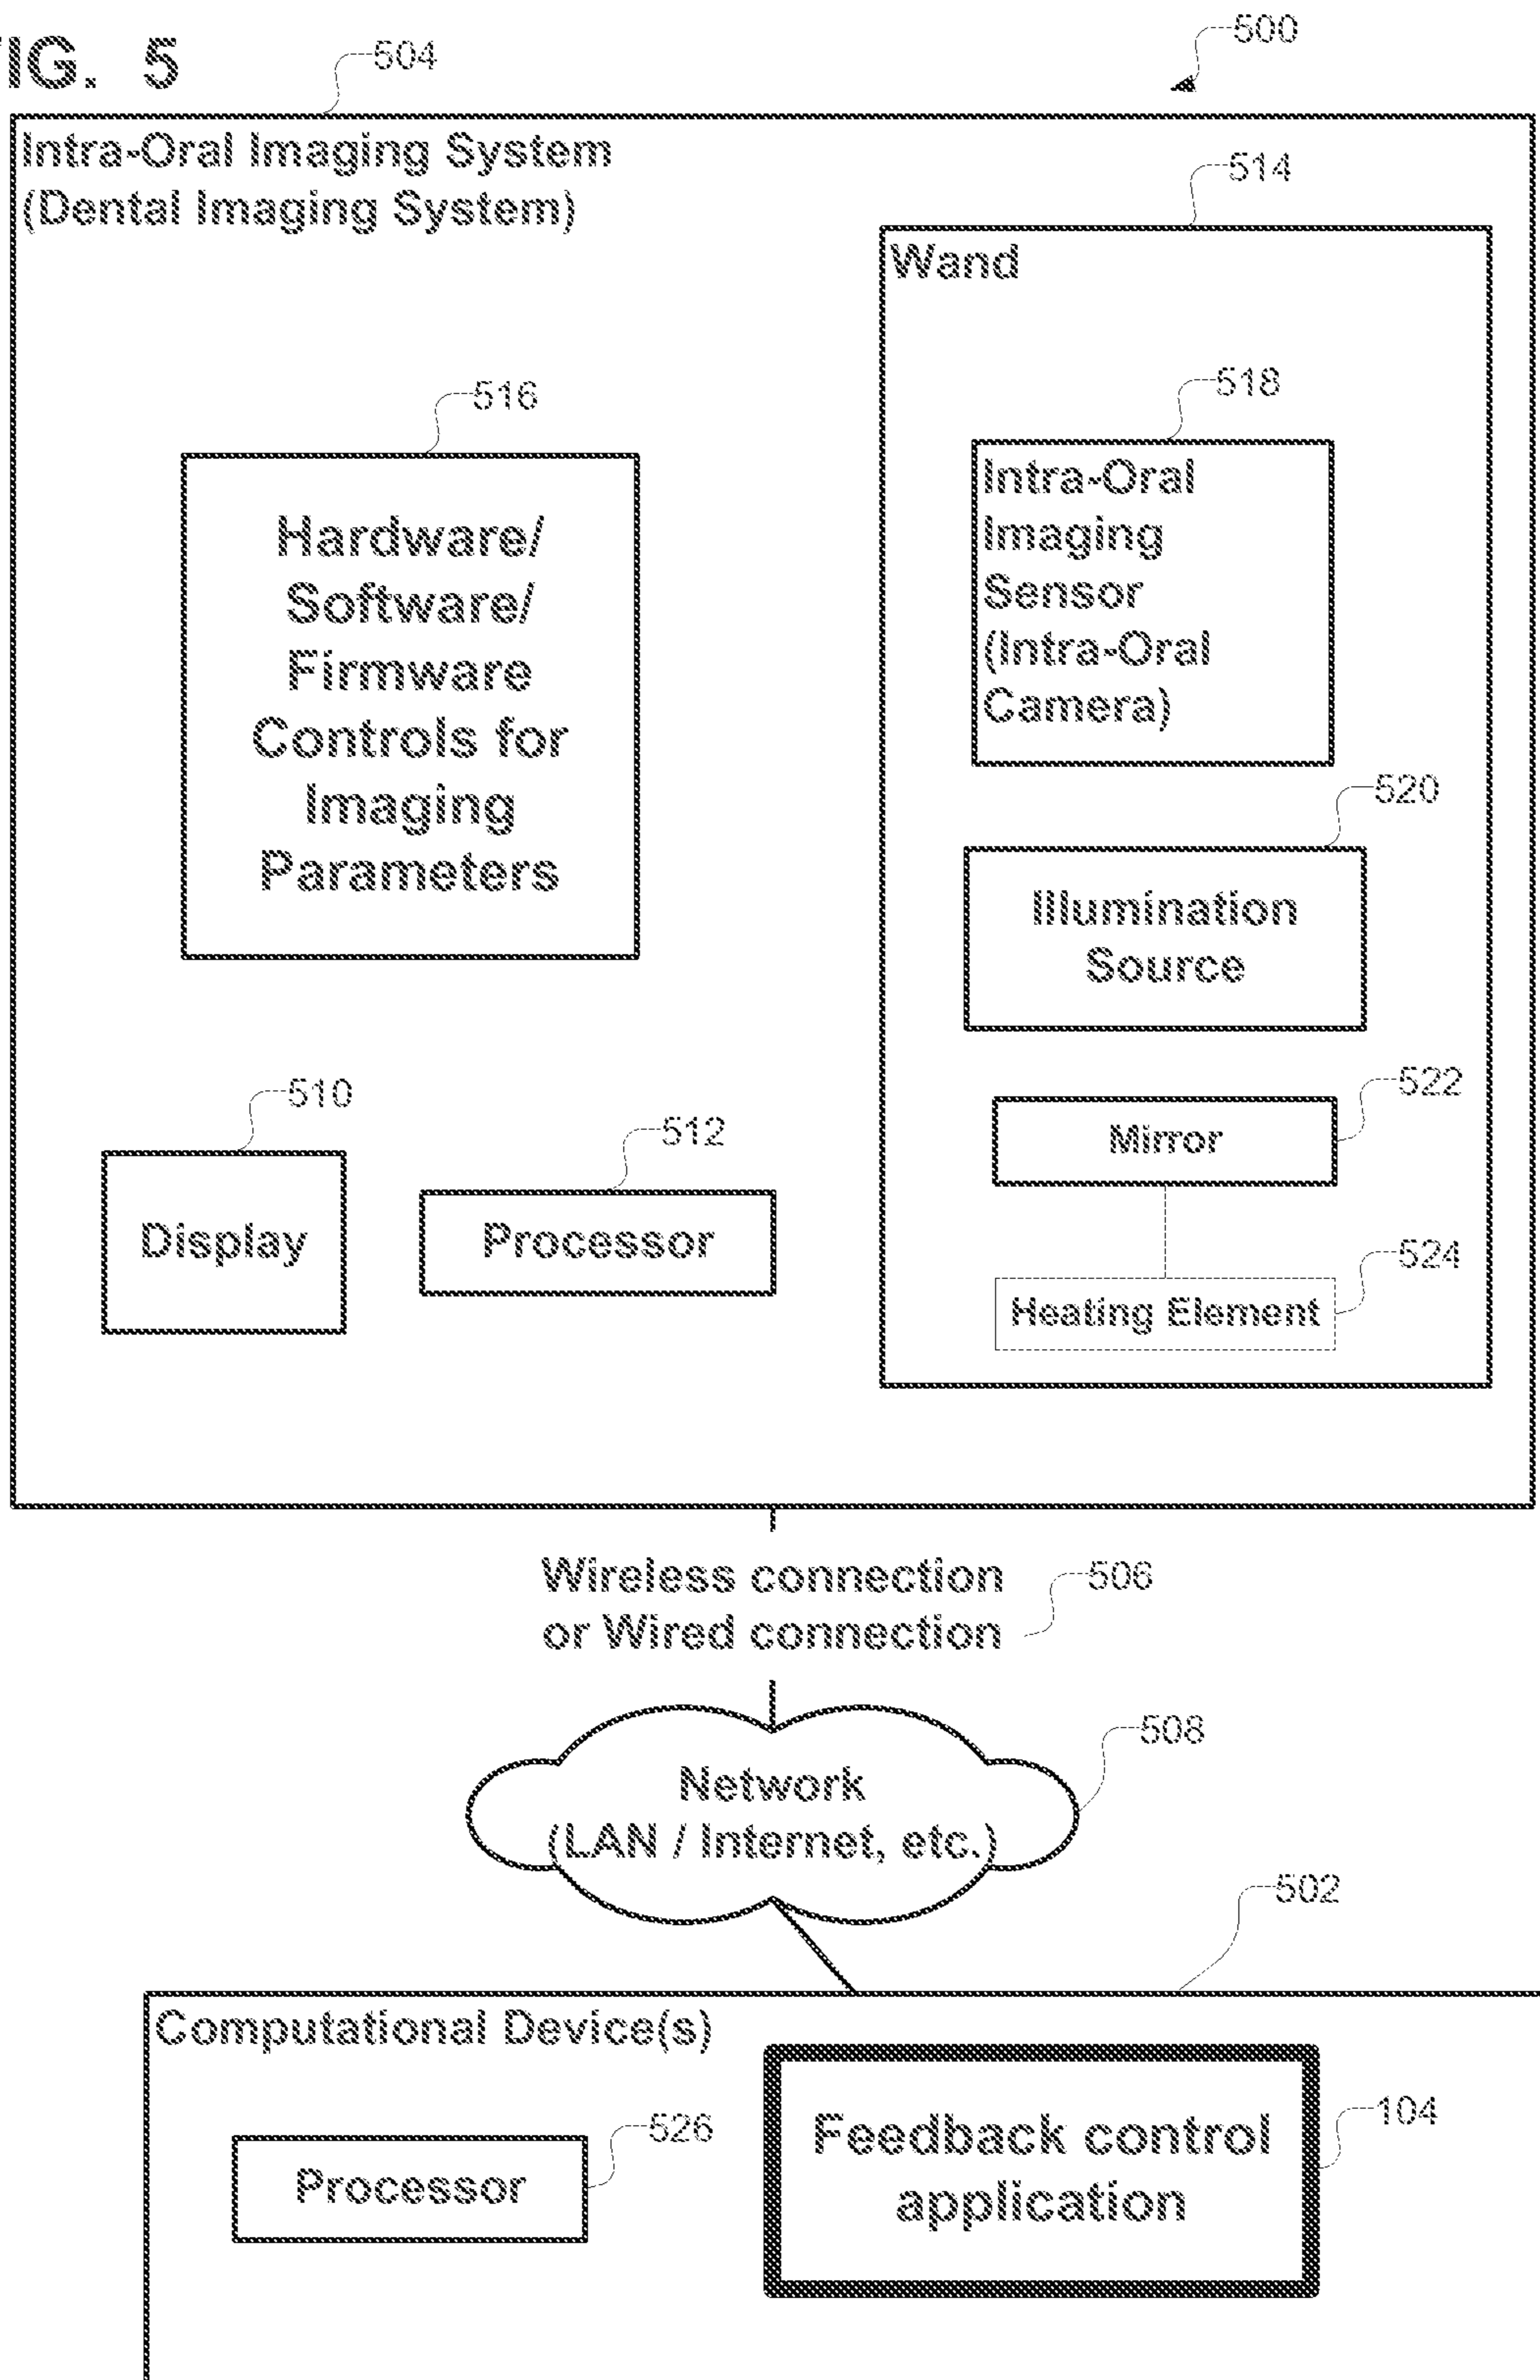 IG. 5
504
500
Intra-Oral Imaging System
(Dental Imaging System)
514
Wand
516
Hardware/
Software/
Firmware
Controls for
Imaging
Parameters
518
Intra-Oral
Imaging
Sensor
(Intra-Oral
Camera)
520
Illumination
Source
510
Display
512
Processor
522
Mirror
524
Heating Element
Wireless connection
or Wired connection
506
508
Network
(LAN / Internet, etc.)
502
Computational Device(s)
526
Processor
Feedback control
application
104